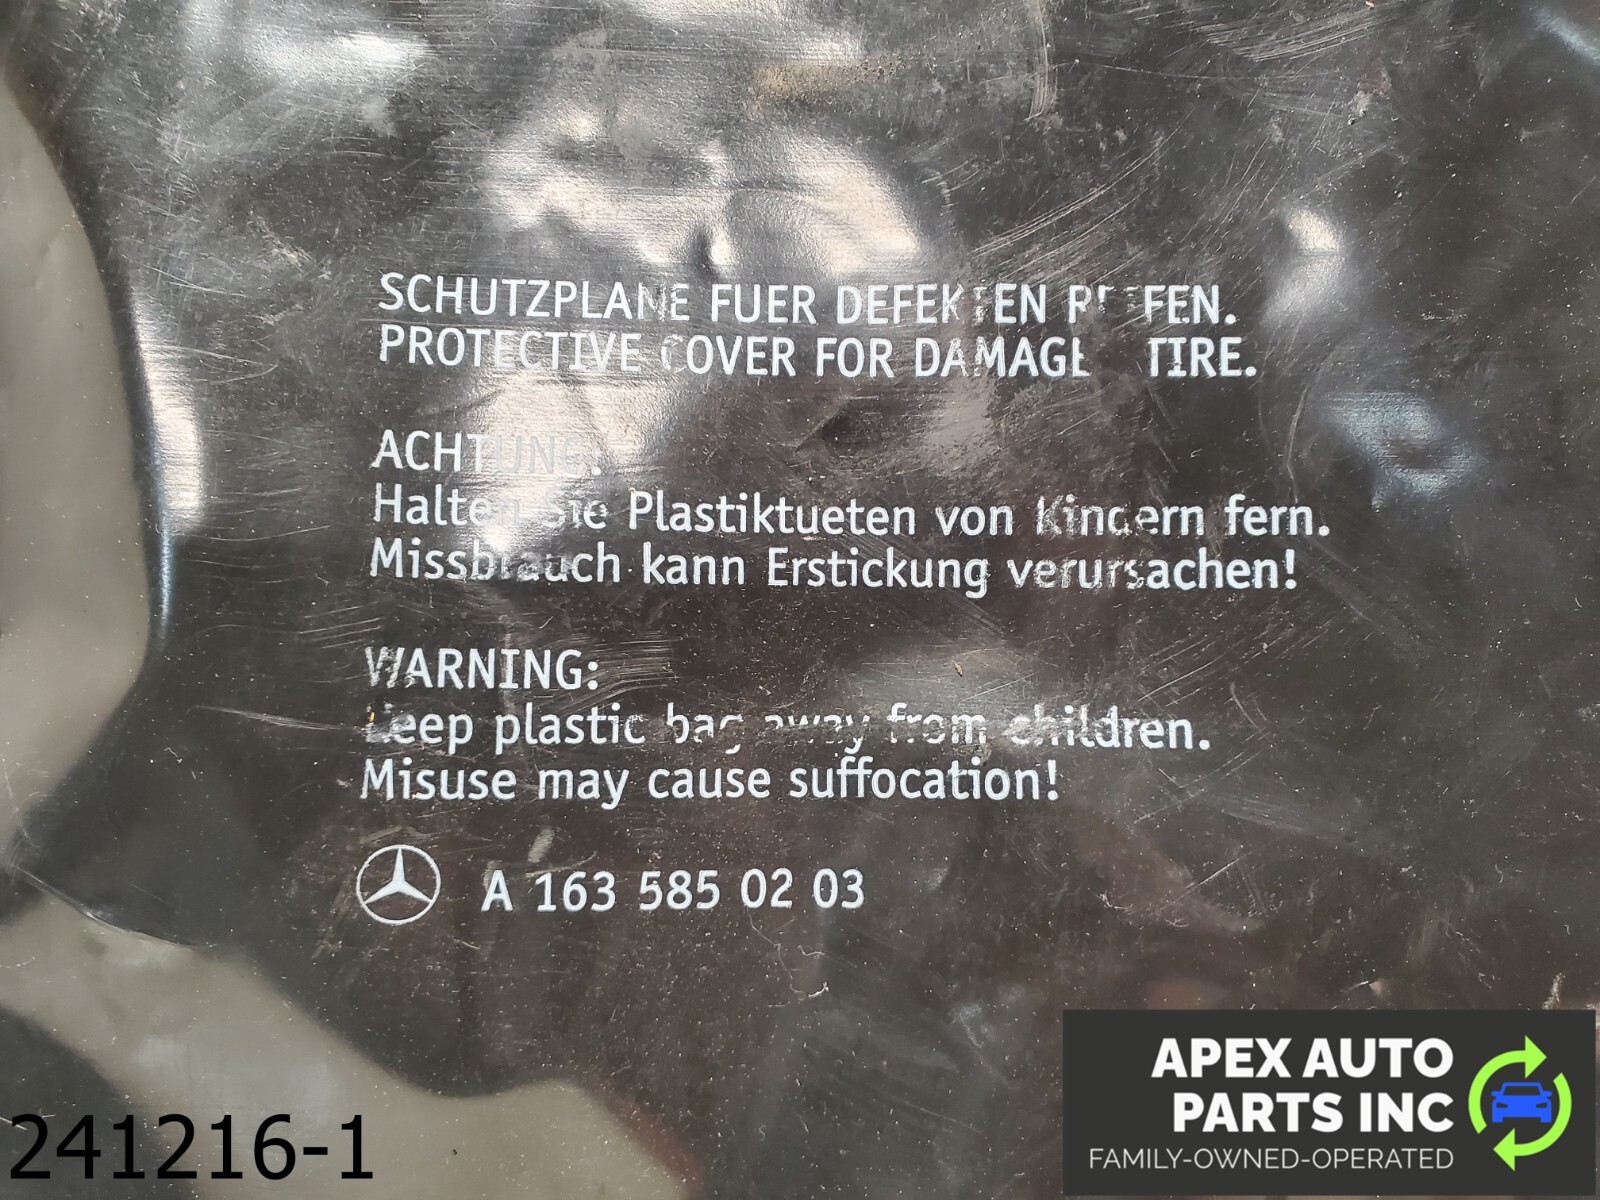 SCHUTZPLANE FUER DEFEKTEN REIFEN.
PROTECTIVE COVER FOR DAMAGE TIRE.
ACHTUNG:
Halten Sie Plastiktueten von Kindern fern.
Missbrauch kann Erstickung verursachen!
WARNING:
Keep plastic bag away from children.
Misuse may cause suffocation!
A 163 585 02 03
APEX AUTO
PARTS INC
FAMILY-OWNED-OPERATED
241216-1